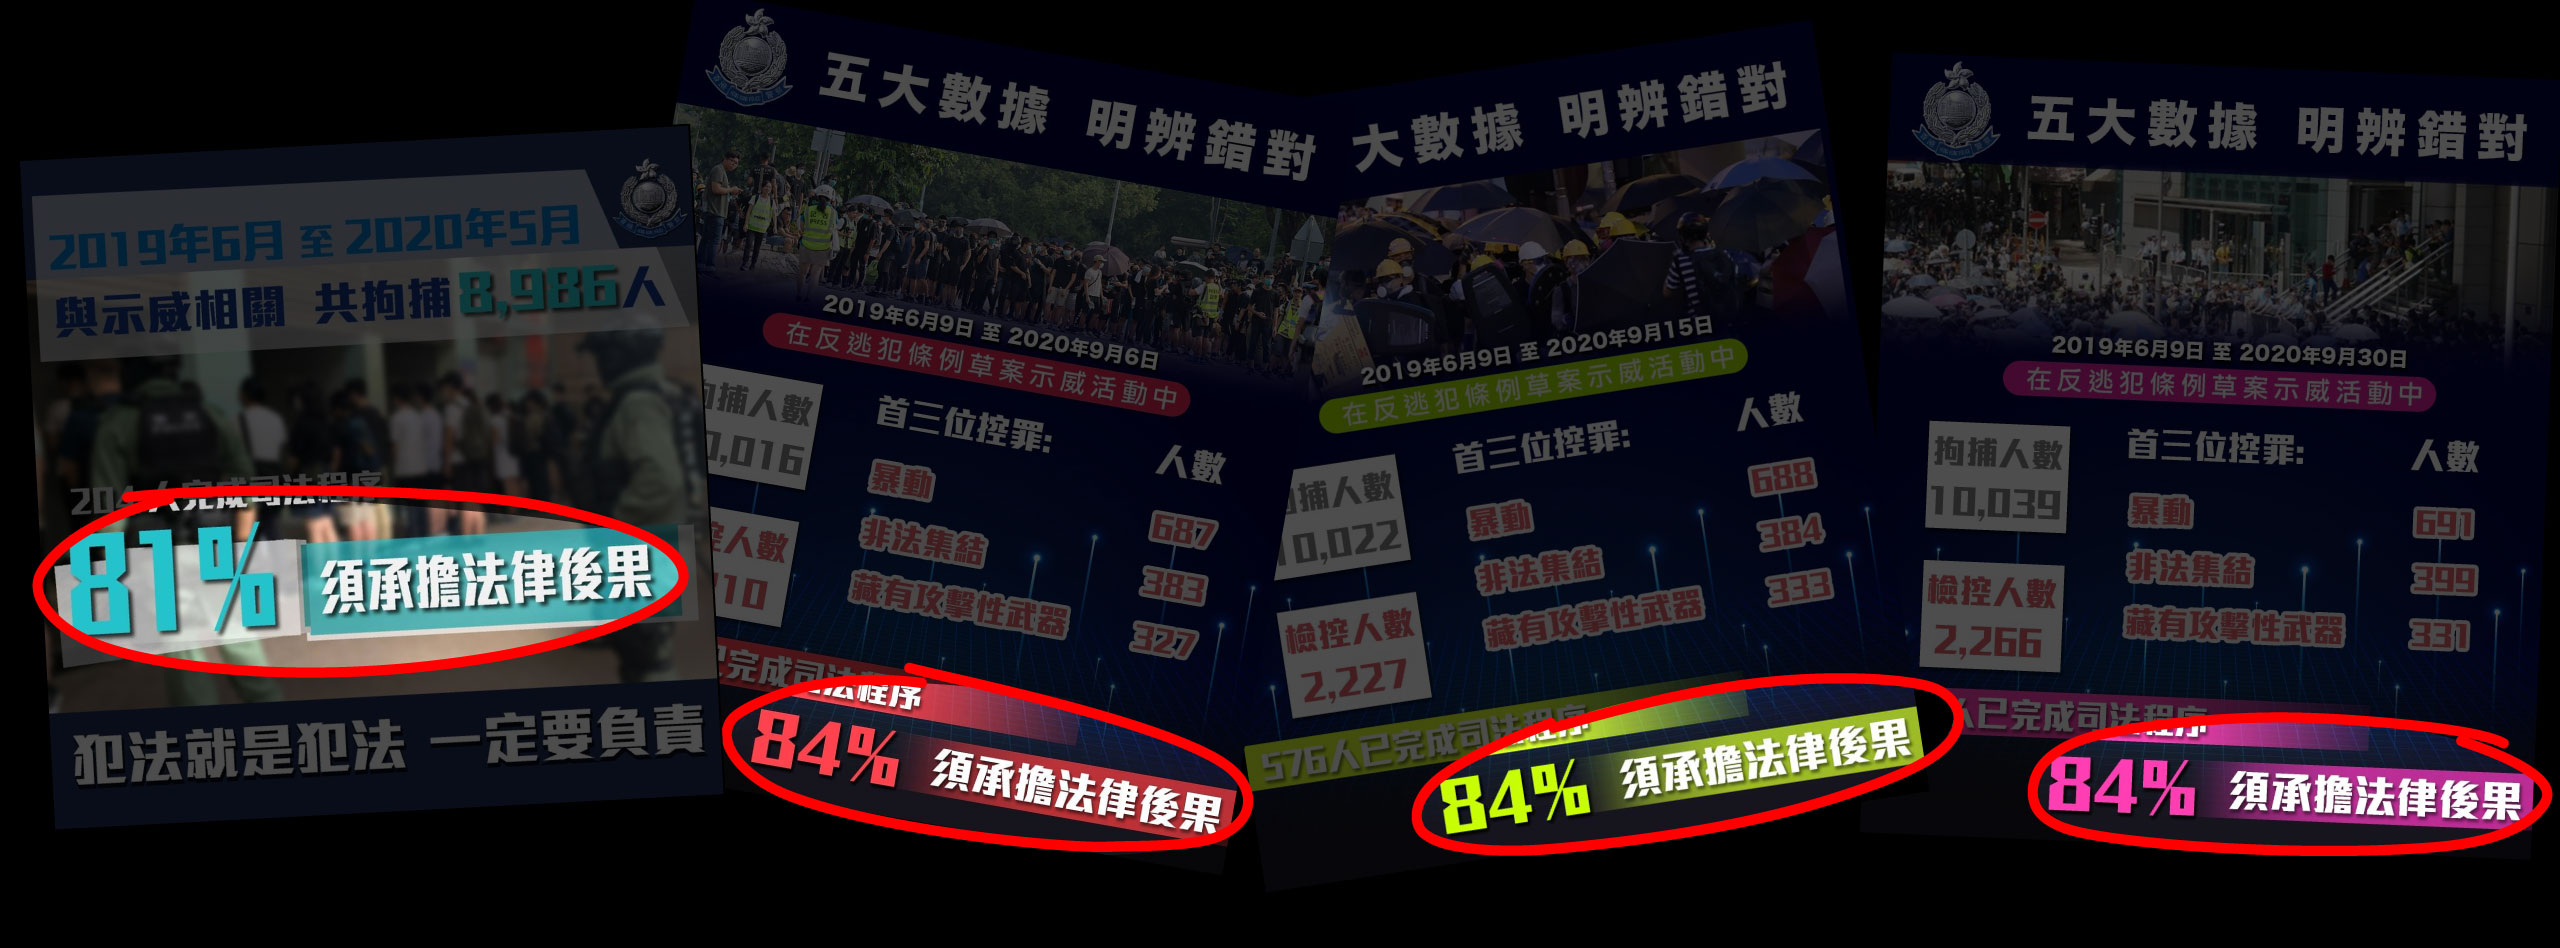 2019年6月 至 2020年5月
與示威相關 共拘捕8,986人
204人完成司法程序
81% 須承擔法律後果
犯法就是犯法 一定要負責
五大數據 明辨錯對
2019年6月9日 至 2020年9月6日
在反逃犯條例草案示威活動中
捕人數
0,016
首三位控罪: 人數
暴動 687
非法集結 383
藏有攻擊性武器 327
人數
10
已完成司法程序
84% 須承擔法律後果
大數據 明辨錯對
2019年6月9日 至 2020年9月15日
在反逃犯條例草案示威活動中
捕人數
10,022
首三位控罪: 人數
暴動 688
非法集結 384
藏有攻擊性武器 333
檢控人數
2,227
576人已完成司法程序
84% 須承擔法律後果
五大數據 明辨錯對
2019年6月9日 至 2020年9月30日
在反逃犯條例草案示威活動中
拘捕人數
10,039
首三位控罪: 人數
暴動 691
非法集結 399
藏有攻擊性武器 331
檢控人數
2,266
人已完成司法程序
84% 須承擔法律後果